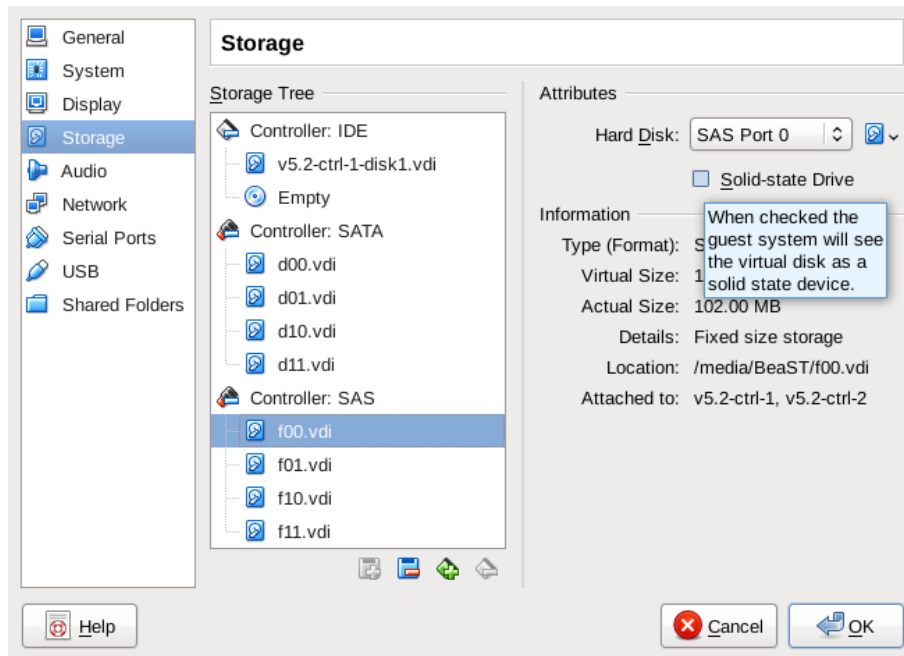 General
System
Display
Storage
Audio
Network
Serial Ports
USB
Shared Folders
Storage
Storage Tree
Controller: IDE
v5.2-ctrl-1-disk1.vdi
Empty
Controller: SATA
d00.vdi
d01.vdi
d10.vdi
d11.vdi
Controller: SAS
f00.vdi
f01.vdi
f10.vdi
f11.vdi
Attributes
Hard Disk: SAS Port 0
Solid-state Drive
When checked the
guest system will see
the virtual disk as a
solid state device.
Information
Type (Format):
Virtual Size:
Actual Size: 102.00 MB
Details: Fixed size storage
Location: /media/BeaST/f00.vdi
Attached to: v5.2-ctrl-1, v5.2-ctrl-2
Help
Cancel
OK